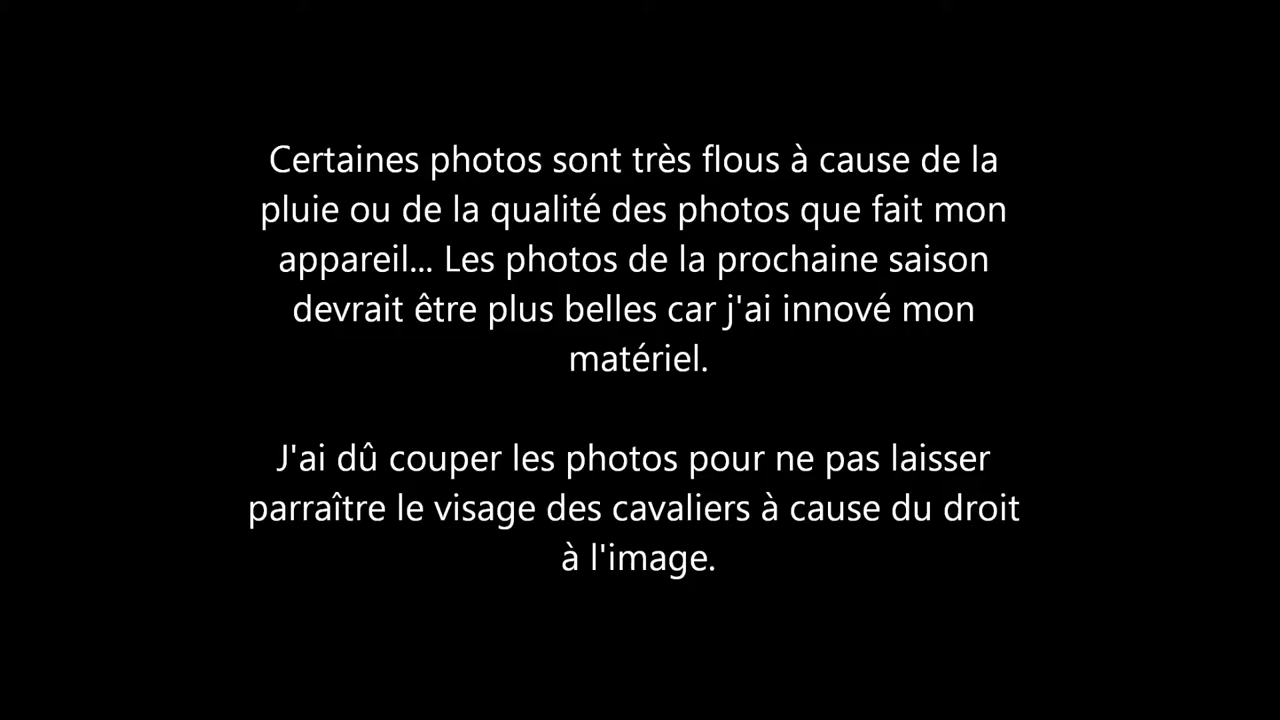 Certaines photos sont très flous à cause de la
pluie ou de la qualité des photos que fait mon
appareil... Les photos de la prochaine saison
devrait être plus belles car j'ai innové mon
matériel.
J'ai dû couper les photos pour ne pas laisser
parraître le visage des cavaliers à cause du droit
à l'image.